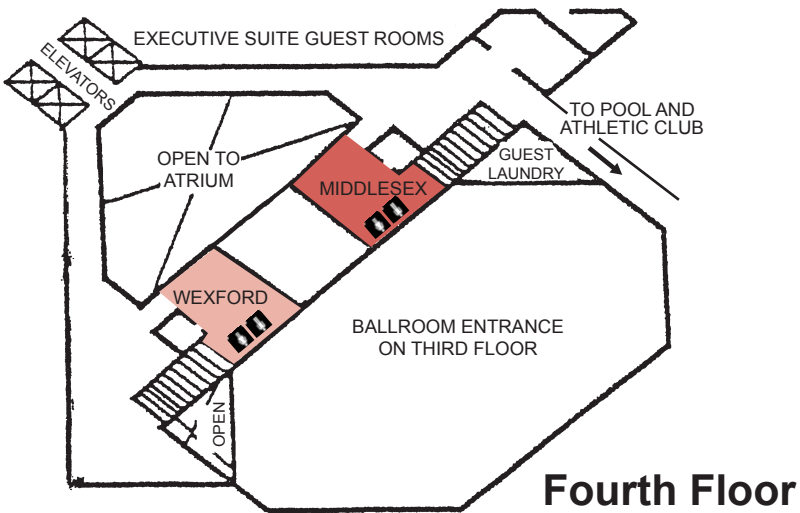 EXECUTIVE SUITE GUEST ROOMS
ELEVATORS
TO POOL AND
ATHLETIC CLUB
OPEN TO
ATRIUM
GUEST
LAUNDRY
MIDDLESEX
WEXFORD
BALLROOM ENTRANCE
ON THIRD FLOOR
OPEN
Fourth Floor